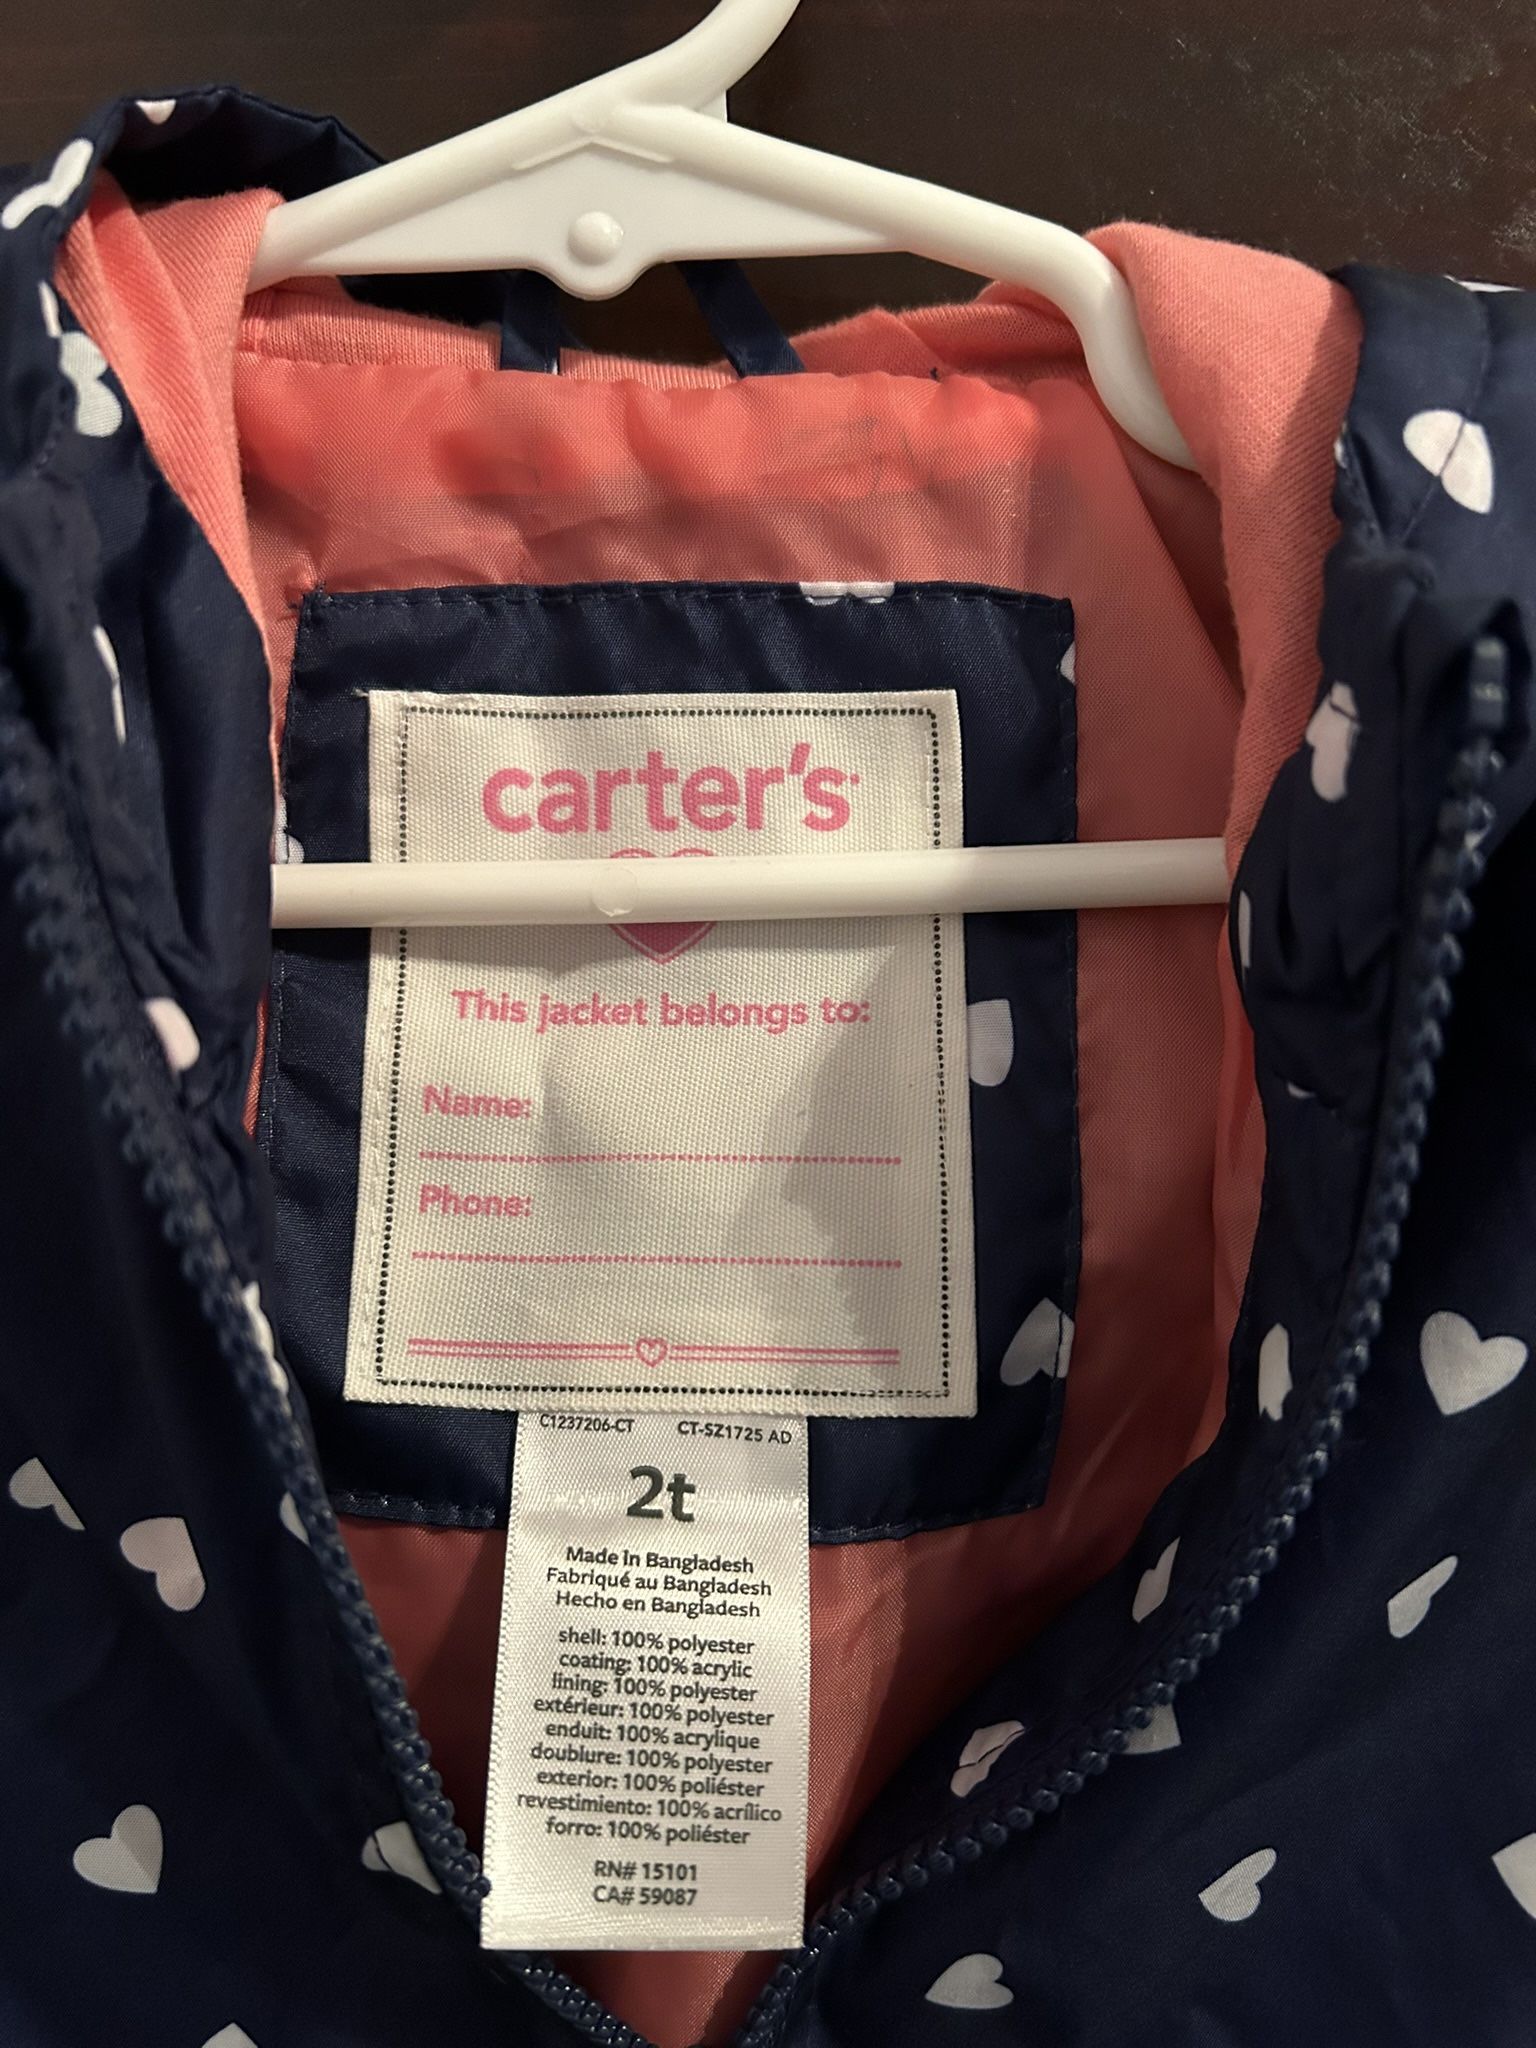 carter's
This jacket belongs to:
Name:
Phone:
C1237206-CT CT-SZ1725 AD
2t
Made in Bangladesh
Fabriqué au Bangladesh
Hecho en Bangladesh
shell: 100% polyester
coating: 100% acrylic
lining: 100% polyester
extérieur: 100% polyester
enduit: 100% acrylique
doublure: 100% polyester
exterior: 100% poliéster
revestimiento: 100% acrílico
forro: 100% poliéster
RN# 15101
CA# 59087